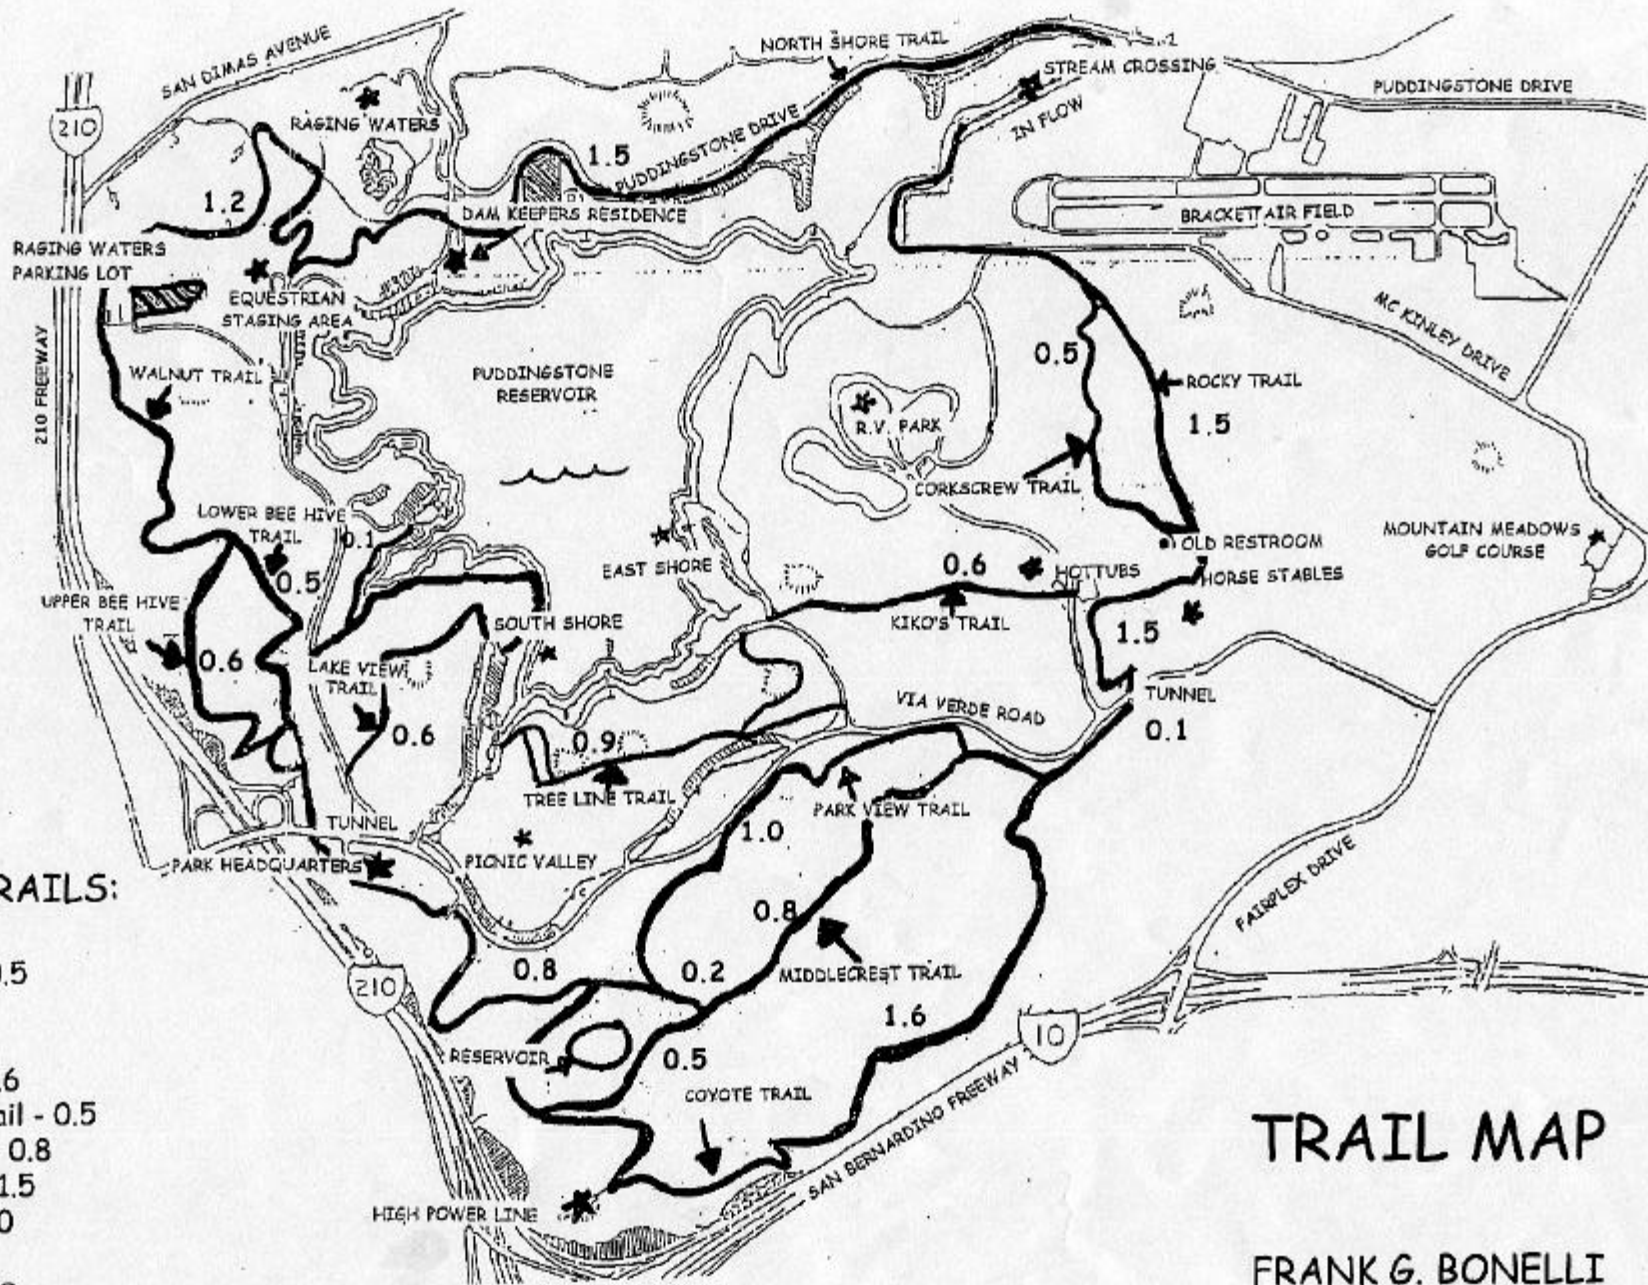 SAN DIMAS AVENUE
NORTH SHORE TRAIL
STREAM CROSSING
PUDDINGSTONE DRIVE
210
RAGING WATERS
IN FLOW
1.5
PUDDINGSTONE DRIVE
1.2
DAM KEEPERS RESIDENCE
BRACKETT AIR FIELD
RAGING WATERS
PARKING LOT
EQUESTRIAN
STAGING AREA
MC KINLEY DRIVE
210 FREEWAY
WALNUT TRAIL
PUDDINGSTONE
RESERVOIR
0.5
ROCKY TRAIL
1.5
R.V. PARK
CORKSCREW TRAIL
LOWER BEE HIVE
TRAIL
0.1
OLD RESTROOM
MOUNTAIN MEADOWS
GOLF COURSE
EAST SHORE
0.6
HOTTUBS
HORSE STABLES
0.5
UPPER BEE HIVE
TRAIL
SOUTH SHORE
KIKO'S TRAIL
1.5
0.6
LAKE VIEW
TRAIL
TUNNEL
VIA VERDE ROAD
0.1
0.6
0.9
TREE LINE TRAIL
PARK VIEW TRAIL
TUNNEL
1.0
PARK HEADQUARTERS
PICNIC VALLEY
FAIRPLEX DRIVE
0.8
MIDDLECREST TRAIL
0.8
0.2
210
1.6
10
RESERVOIR
0.5
COYOTE TRAIL
SAN BERNARDINO FREEWAY
HIGH POWER LINE
RAILS:
.5
.6
ail - 0.5
0.8
1.5
0
TRAIL MAP
FRANK G. BONELLI